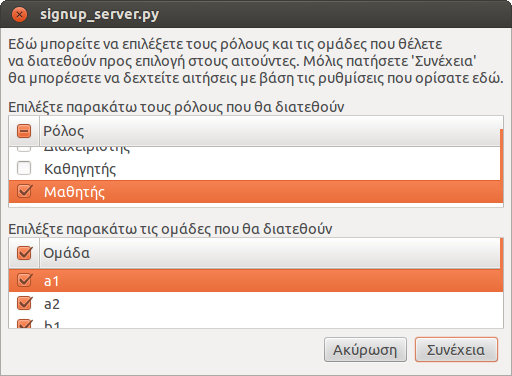 signup_server.py
Εδώ μπορείτε να επιλέξετε τους ρόλους και τις ομάδες που θέλετε
να διατεθούν προς επιλογή στους αιτούντες. Μόλις πατήσετε 'Συνέχεια'
θα μπορέσετε να δεχτείτε αιτήσεις με βάση τις ρυθμίσεις που ορίσατε εδώ.
Επιλέξτε παρακάτω τους ρόλους που θα διατεθούν
Ρόλος
Διαχειριστής
Καθηγητής
Μαθητής
Επιλέξτε παρακάτω τις ομάδες που θα διατεθούν
Ομάδα
a1
a2
b1
Ακύρωση Συνέχεια